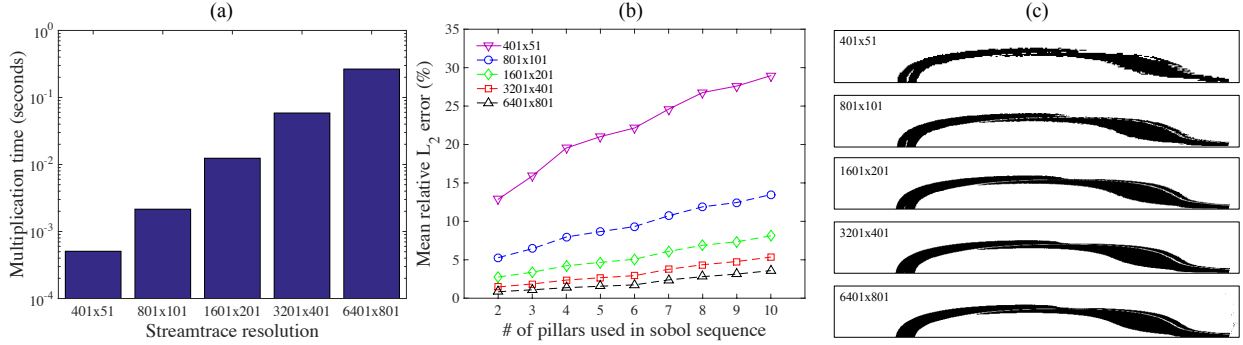 (a)
Multiplication time (seconds)
10^0
10^-1
10^-2
10^-3
10^-4
401x51 801x101 1601x201 3201x401 6401x801
Streamtrace resolution
(b)
Mean relative L_2 error (%)
35
30
25
20
15
10
5
0
401x51
801x101
1601x201
3201x401
6401x801
2 3 4 5 6 7 8 9 10
# of pillars used in sobol sequence
(c)
401x51
801x101
1601x201
3201x401
6401x801